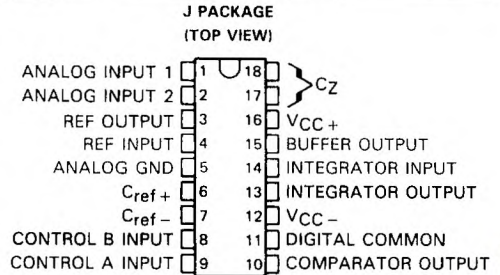 J PACKAGE
(TOP VIEW)
ANALOG INPUT 1 1 18 CZ
ANALOG INPUT 2 2 17
REF OUTPUT 3 16 VCC +
REF INPUT 4 15 BUFFER OUTPUT
ANALOG GND 5 14 INTEGRATOR INPUT
Cref + 6 13 INTEGRATOR OUTPUT
Cref − 7 12 VCC −
CONTROL B INPUT 8 11 DIGITAL COMMON
CONTROL A INPUT 9 10 COMPARATOR OUTPUT